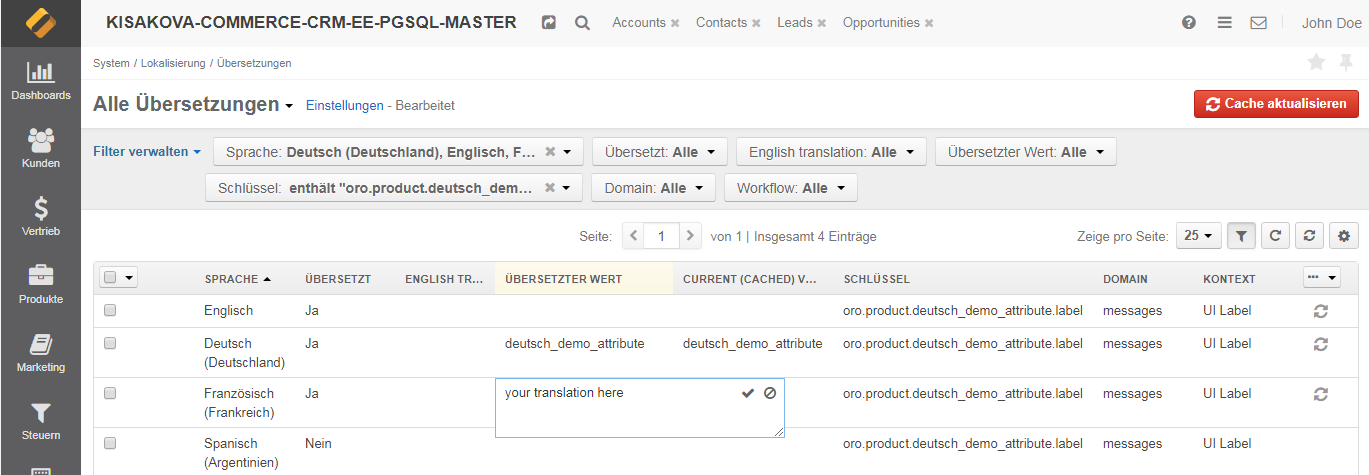 KISAKOVA-COMMERCE-CRM-EE-PGSQL-MASTER Accounts Contacts Leads Opportunities John Doe
System / Lokalisierung / Übersetzungen
Dashboards
Alle Übersetzungen Einstellungen - Bearbeitet Cache aktualisieren
Filter verwalten Sprache: Deutsch (Deutschland), Englisch, F... Übersetzt: Alle English translation: Alle Übersetzter Wert: Alle
Kunden
Schlüssel: enthält "oro.product.deutsch_dem... Domain: Alle Workflow: Alle
Vertrieb
Seite: 1 von 1 | Insgesamt 4 Einträge Zeige pro Seite: 25
SPRACHE ÜBERSETZT ENGLISH TR... ÜBERSETZTER WERT CURRENT (CACHED) V... SCHLÜSSEL DOMAIN KONTEXT
Produkte
Englisch Ja oro.product.deutsch_demo_attribute.label messages UI Label
Deutsch Ja deutsch_demo_attribute deutsch_demo_attribute oro.product.deutsch_demo_attribute.label messages UI Label
(Deutschland)
Marketing
Französisch Ja your translation here oro.product.deutsch_demo_attribute.label messages UI Label
(Frankreich)
Steuern
Spanisch Nein oro.product.deutsch_demo_attribute.label messages UI Label
(Argentinien)